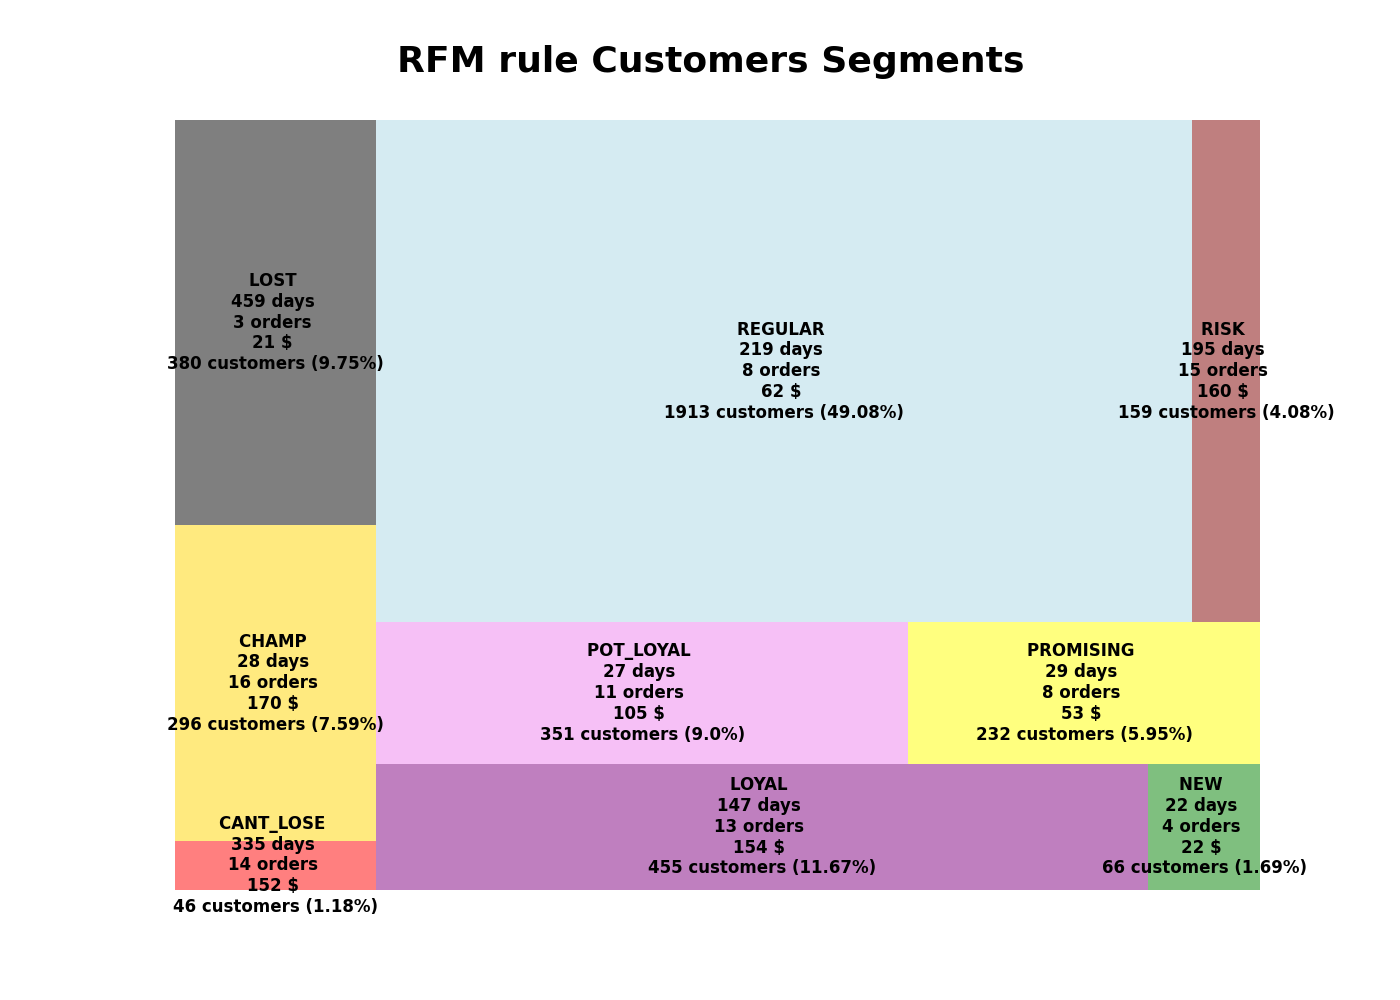 RFM rule Customers Segments
LOST
459 days
3 orders
21 $
380 customers (9.75%)
REGULAR
219 days
8 orders
62 $
1913 customers (49.08%)
RISK
195 days
15 orders
160 $
159 customers (4.08%)
CHAMP
28 days
16 orders
170 $
296 customers (7.59%)
POT_LOYAL
27 days
11 orders
105 $
351 customers (9.0%)
PROMISING
29 days
8 orders
53 $
232 customers (5.95%)
CANT_LOSE
335 days
14 orders
152 $
46 customers (1.18%)
LOYAL
147 days
13 orders
154 $
455 customers (11.67%)
NEW
22 days
4 orders
22 $
66 customers (1.69%)